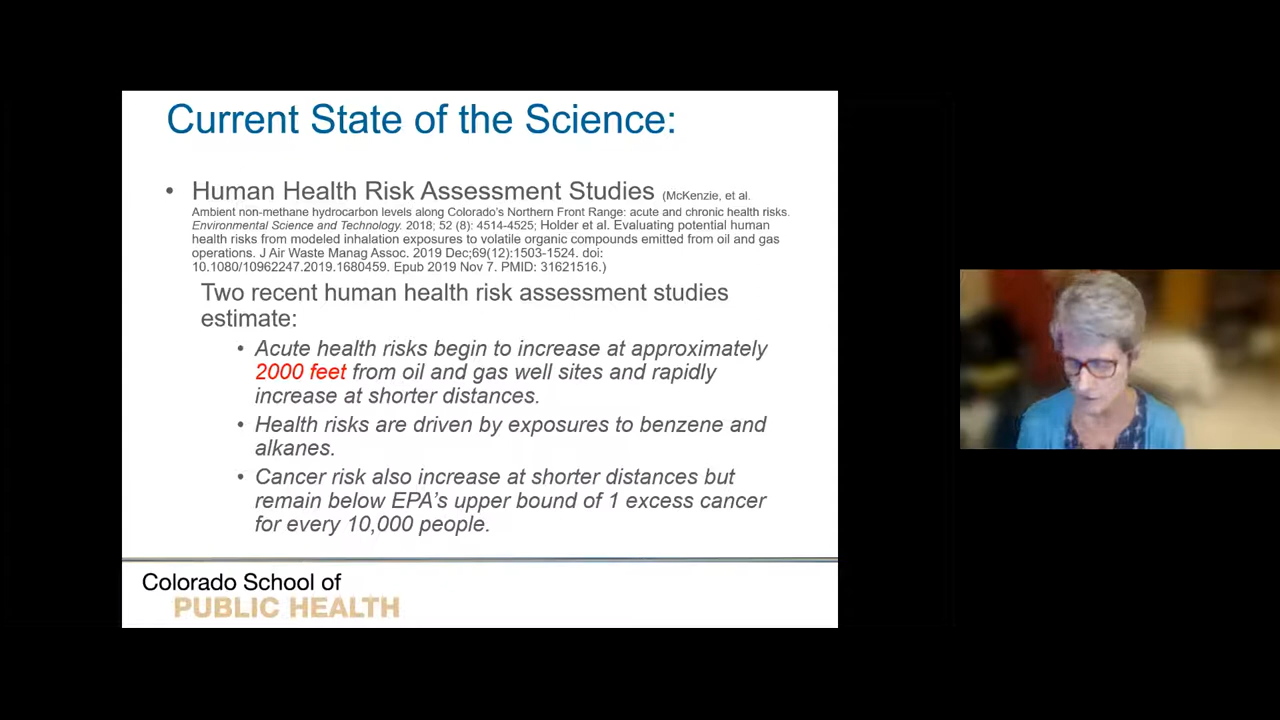 Current State of the Science:
• Human Health Risk Assessment Studies (McKenzie, et al.
Ambient non-methane hydrocarbon levels along Colorado's Northern Front Range: acute and chronic health risks.
Environmental Science and Technology. 2018; 52 (8): 4514-4525; Holder et al. Evaluating potential human
health risks from modeled inhalation exposures to volatile organic compounds emitted from oil and gas
operations. J Air Waste Manag Assoc. 2019 Dec;69(12):1503-1524. doi:
10.1080/10962247.2019.1680459. Epub 2019 Nov 7. PMID: 31621516.)
Two recent human health risk assessment studies
estimate:
• Acute health risks begin to increase at approximately
2000 feet from oil and gas well sites and rapidly
increase at shorter distances.
• Health risks are driven by exposures to benzene and
alkanes.
• Cancer risk also increase at shorter distances but
remain below EPA's upper bound of 1 excess cancer
for every 10,000 people.
Colorado School of
PUBLIC HEALTH